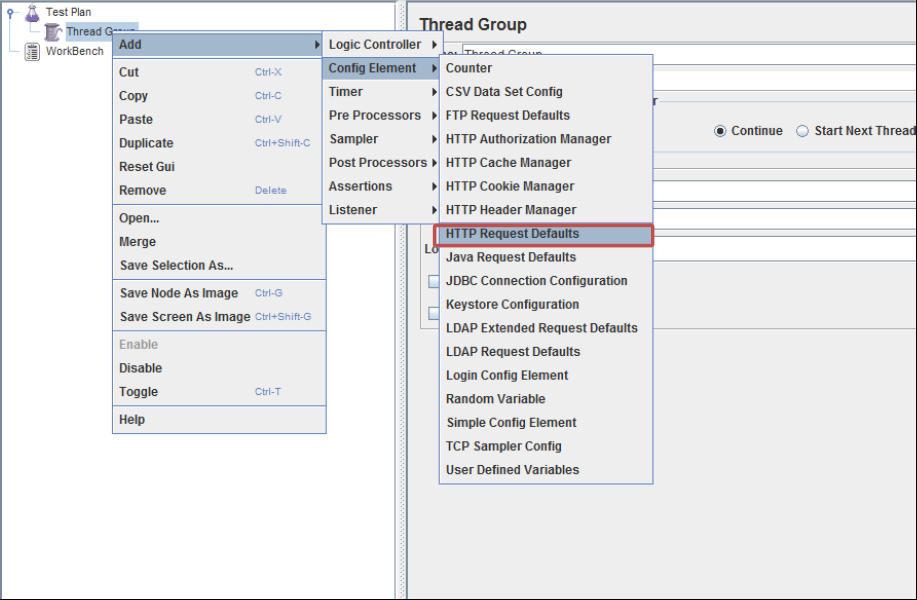 Test Plan
Thread Group
WorkBench
Add
Cut Ctrl-X
Copy Ctrl-C
Paste Ctrl-V
Duplicate Ctrl+Shift-C
Reset Gui
Remove Delete
Open...
Merge
Save Selection As...
Save Node As Image Ctrl-G
Save Screen As Image Ctrl+Shift-G
Enable
Disable
Toggle Ctrl-T
Help
Logic Controller
Config Element
Timer
Pre Processors
Sampler
Post Processors
Assertions
Listener
Counter
CSV Data Set Config
FTP Request Defaults
HTTP Authorization Manager
HTTP Cache Manager
HTTP Cookie Manager
HTTP Header Manager
HTTP Request Defaults
Java Request Defaults
JDBC Connection Configuration
Keystore Configuration
LDAP Extended Request Defaults
LDAP Request Defaults
Login Config Element
Random Variable
Simple Config Element
TCP Sampler Config
User Defined Variables
Thread Group
Thread Group
Continue Start Next Thread